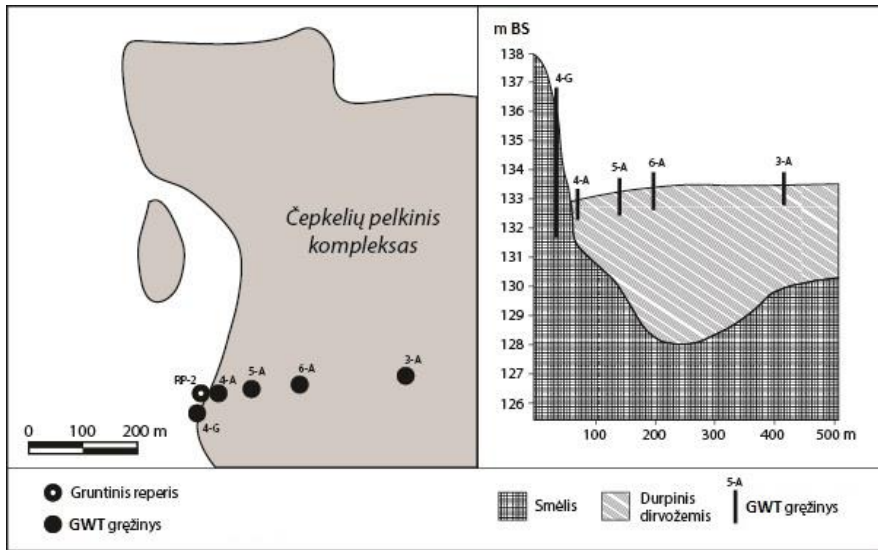 Čepkelių pelkinis
kompleksas
RP-2
4-A
5-A
6-A
3-A
4-G
0 100 200 m
m BS
138
137
136
135
134
133
132
131
130
129
128
127
126
4-G
4-A
5-A
6-A
3-A
100 200 300 400 500 m
Gruntinis reperis
GWT gręžinys
Smėlis
Durpinis
dirvožemis
5-A
GWT gręžinys